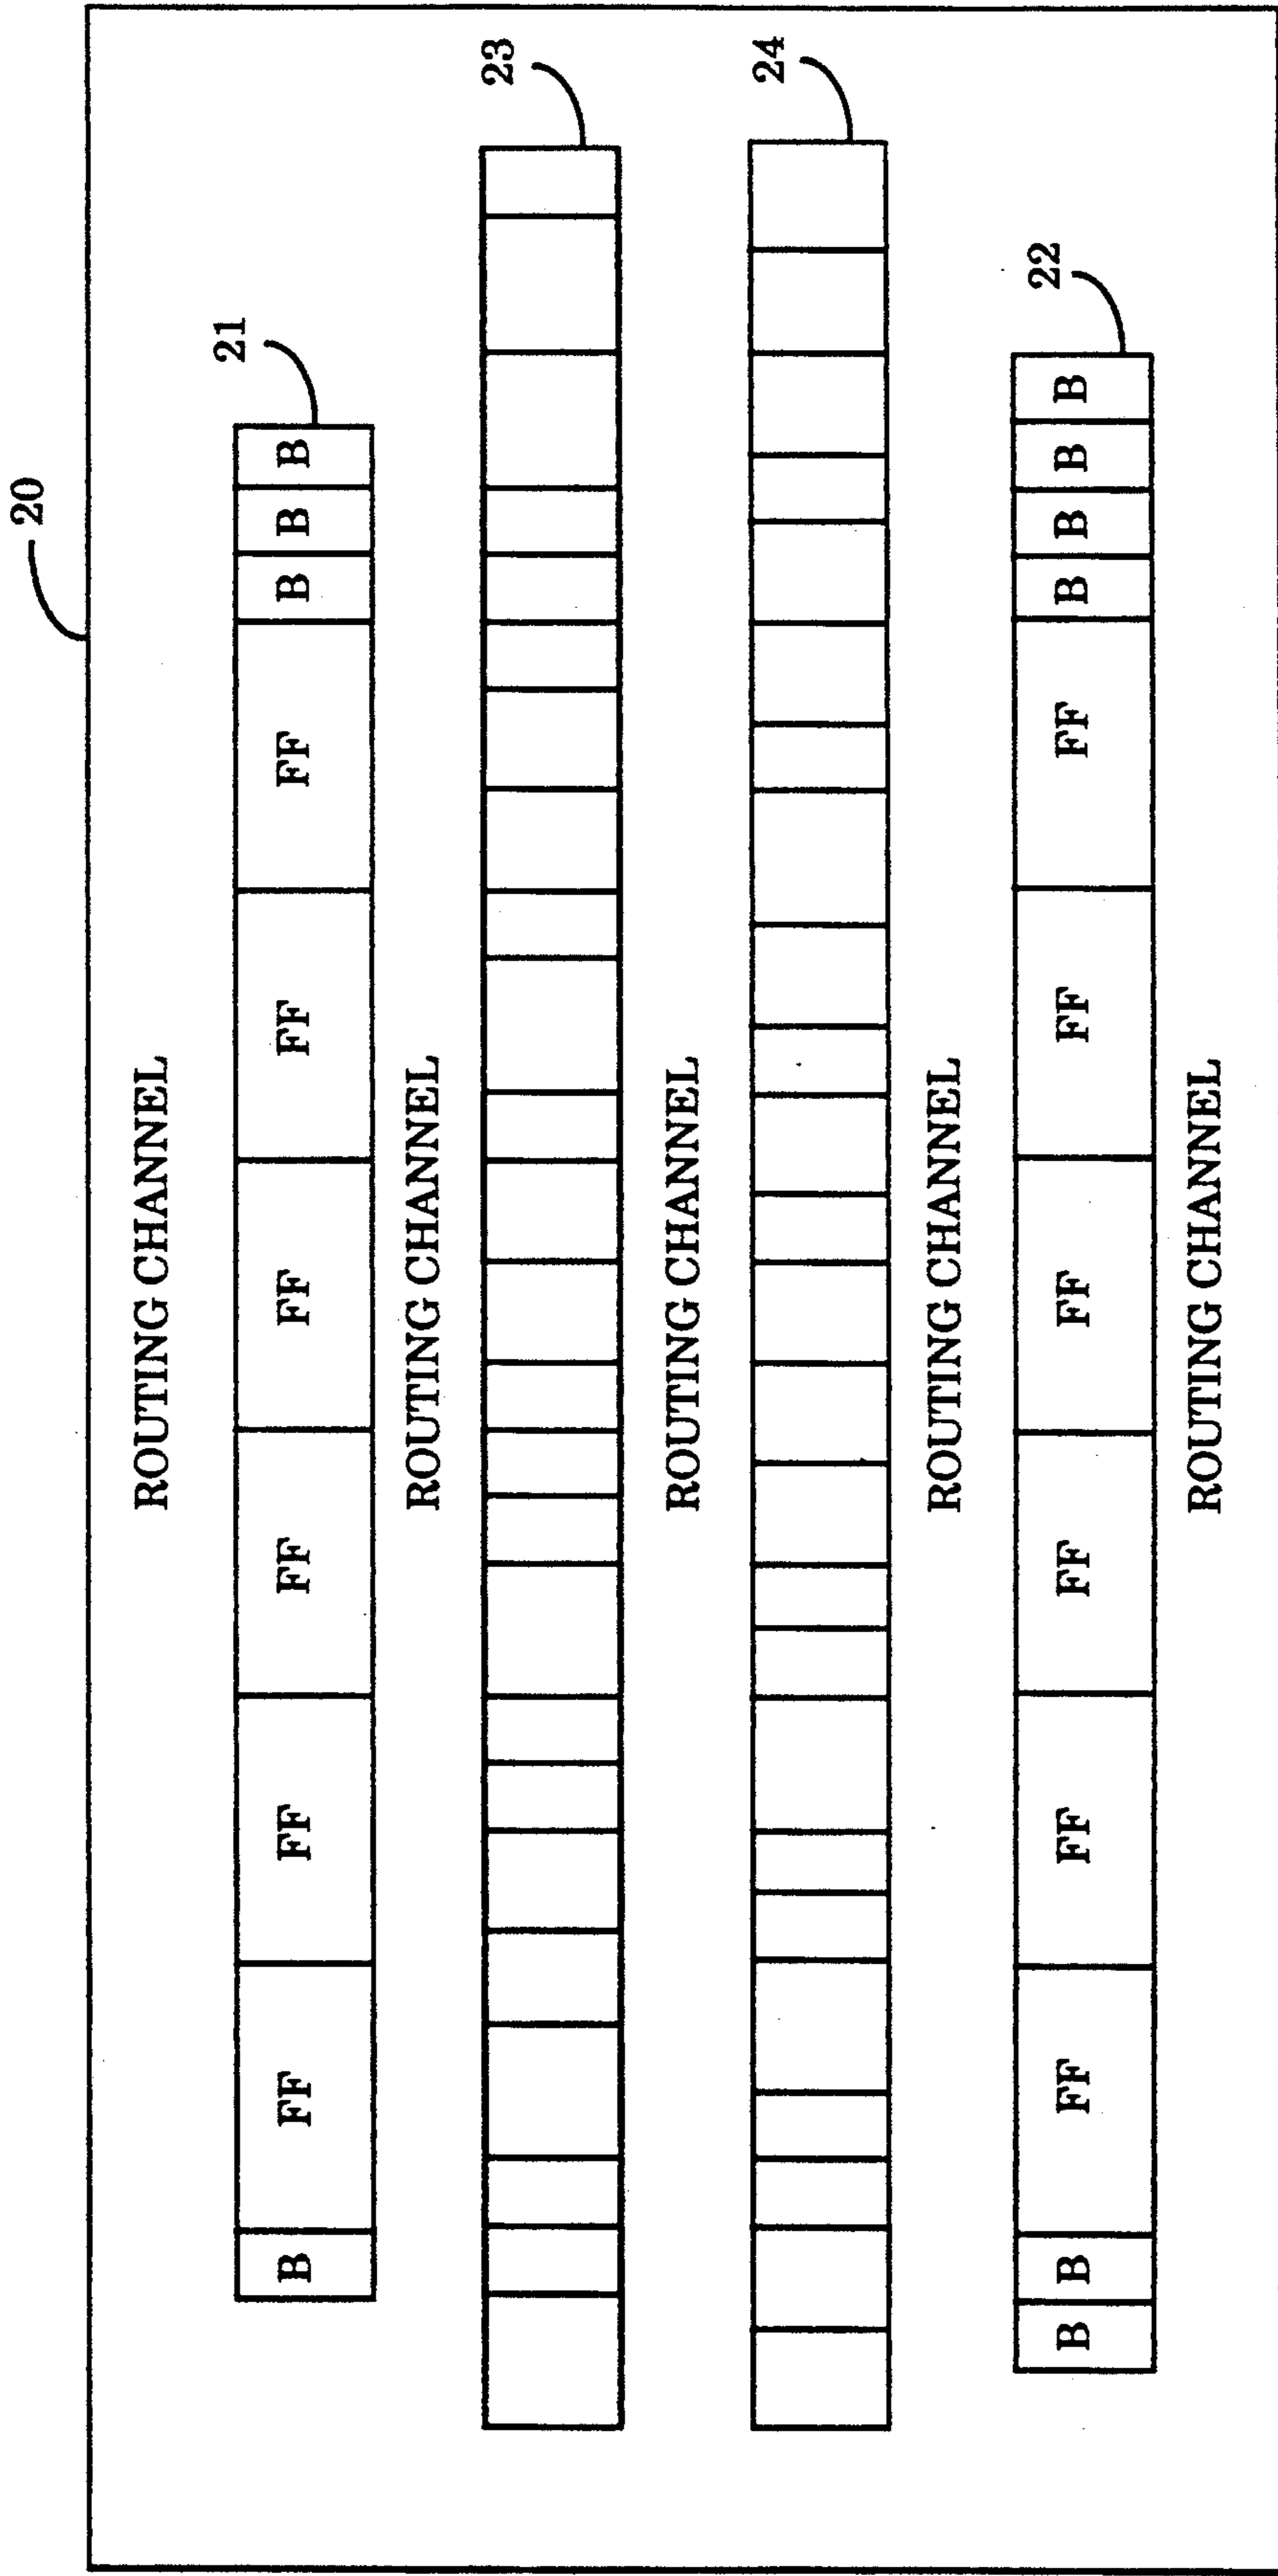 20
ROUTING CHANNEL
21
B FF FF FF FF FF FF B B B
ROUTING CHANNEL
23
ROUTING CHANNEL
24
ROUTING CHANNEL
22
B B FF FF FF FF FF FF B B B B
ROUTING CHANNEL